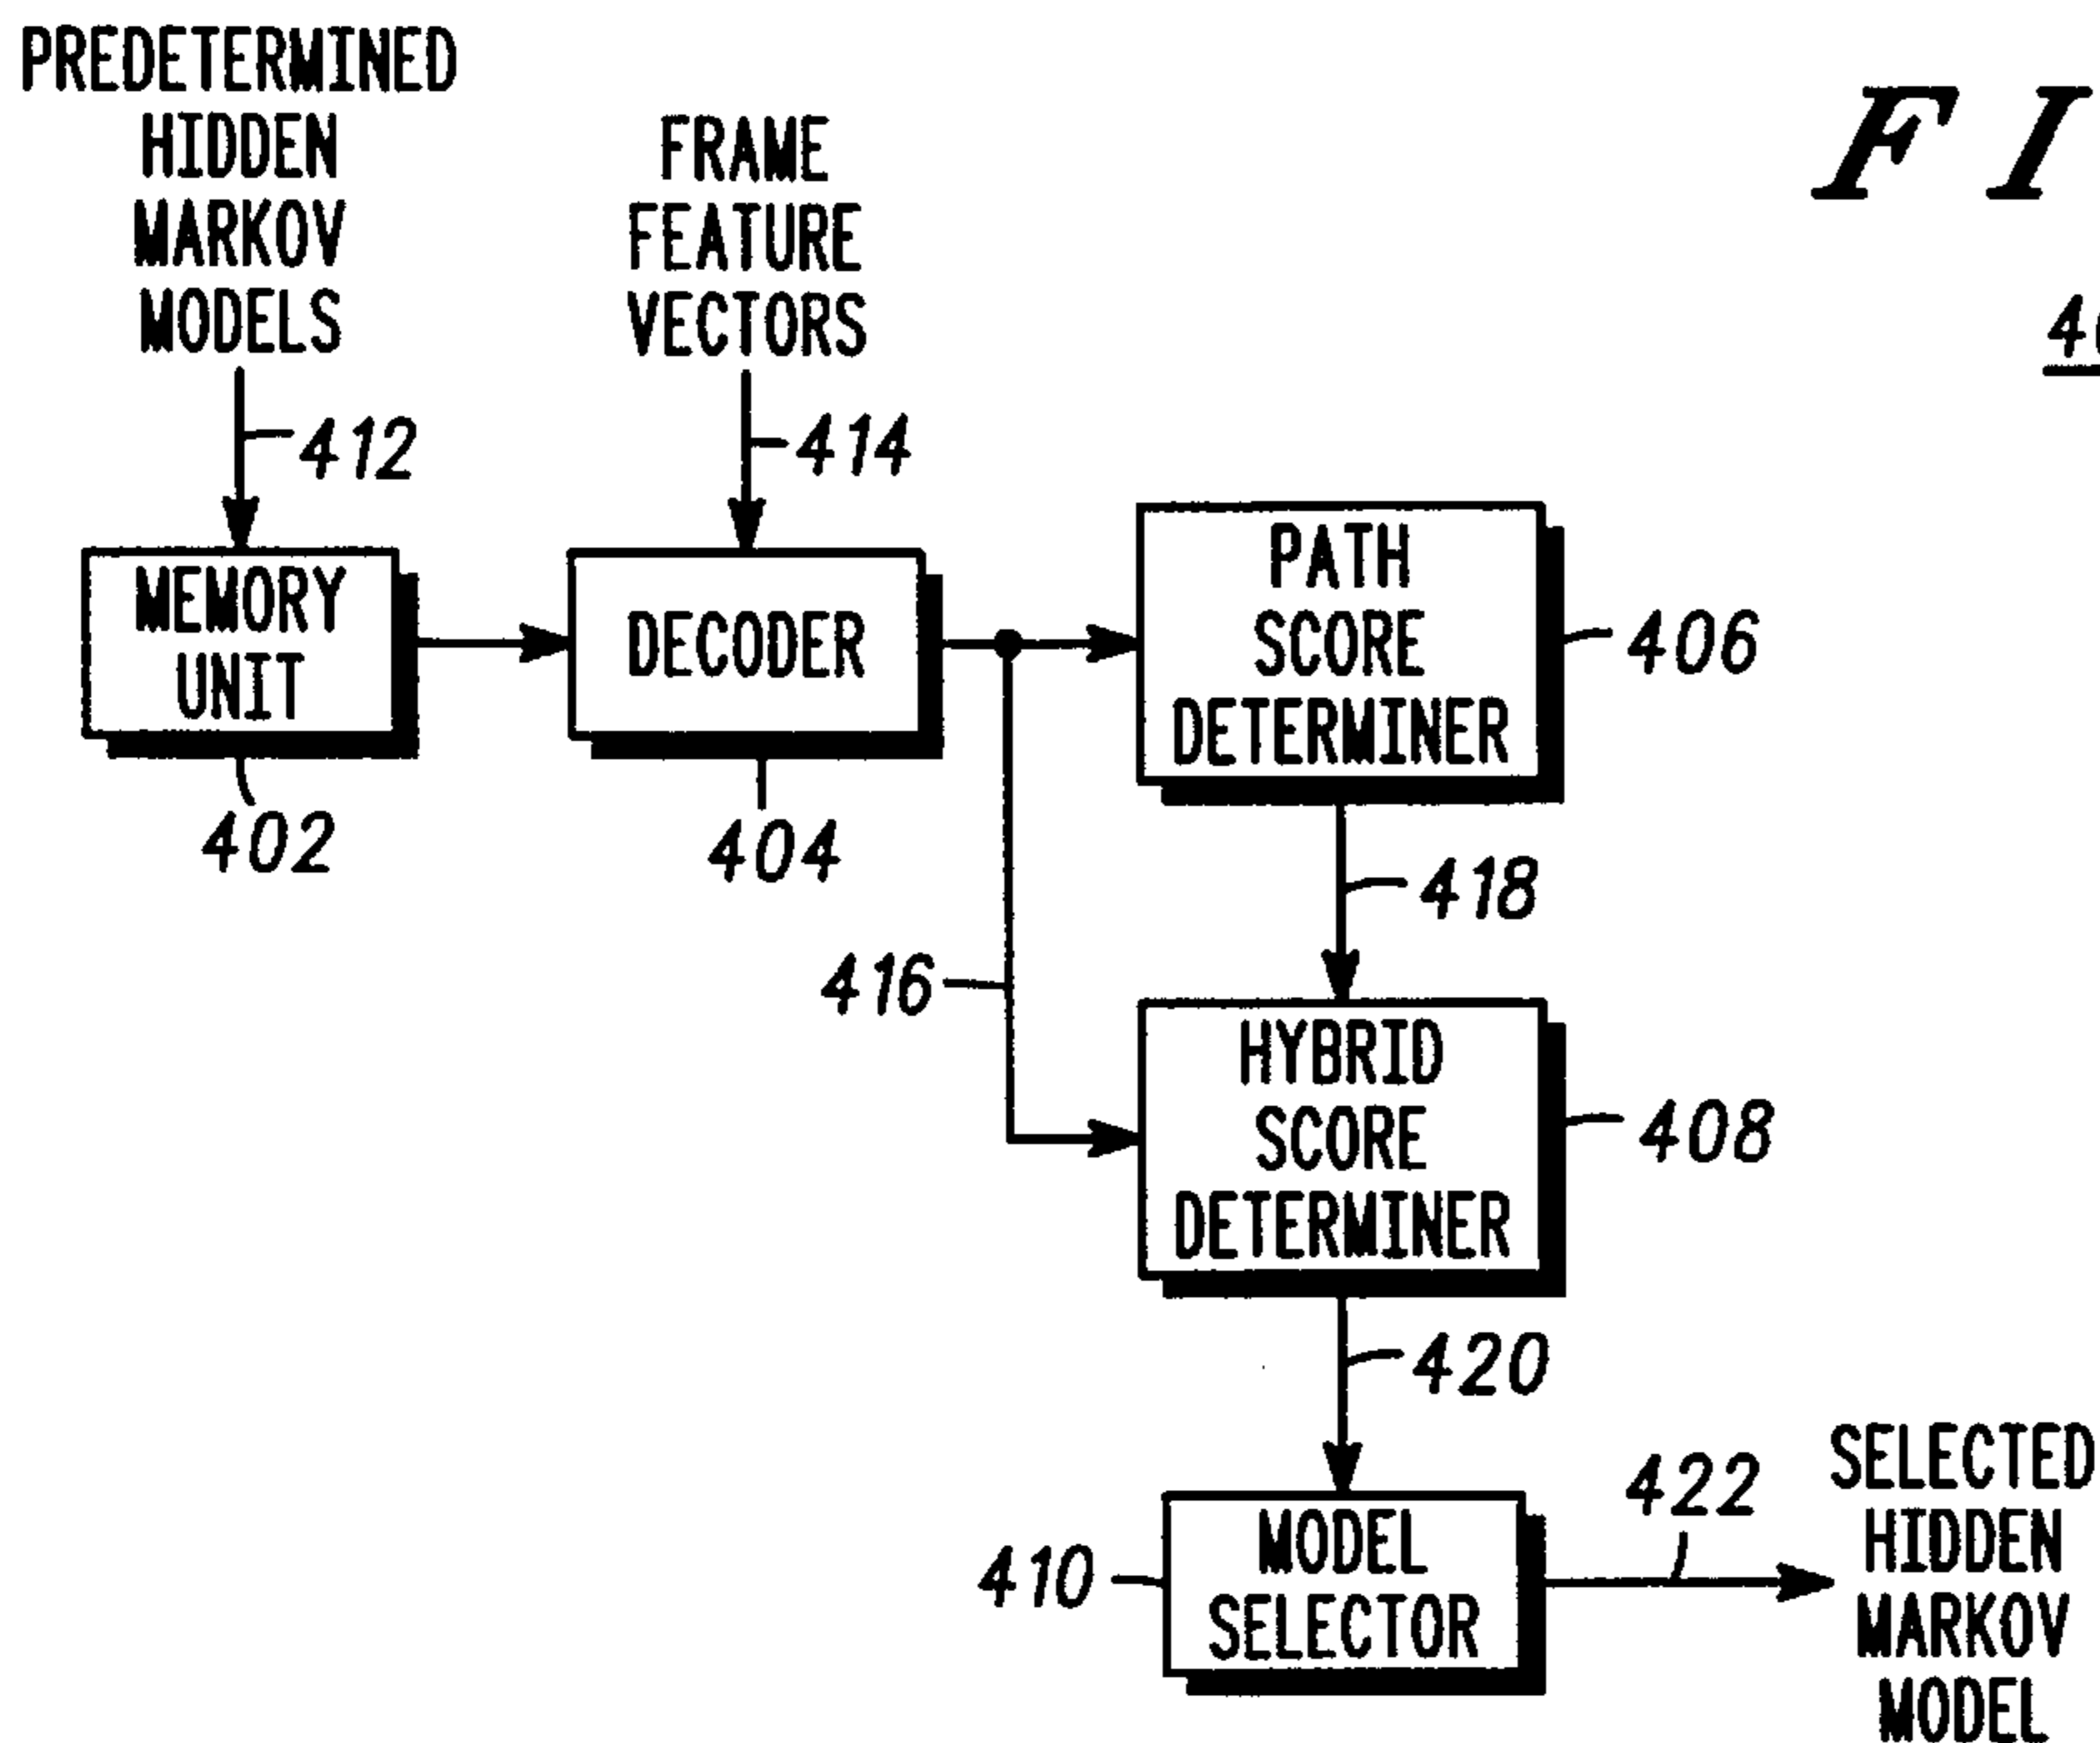 PREDETERMINED
HIDDEN
MARKOV
MODELS
FRAME
FEATURE
VECTORS
F I
412
414
MEMORY
UNIT
402
DECODER
404
PATH
SCORE
DETERMINER
406
418
416
HYBRID
SCORE
DETERMINER
408
420
MODEL
SELECTOR
410
422
SELECTED
HIDDEN
MARKOV
MODEL